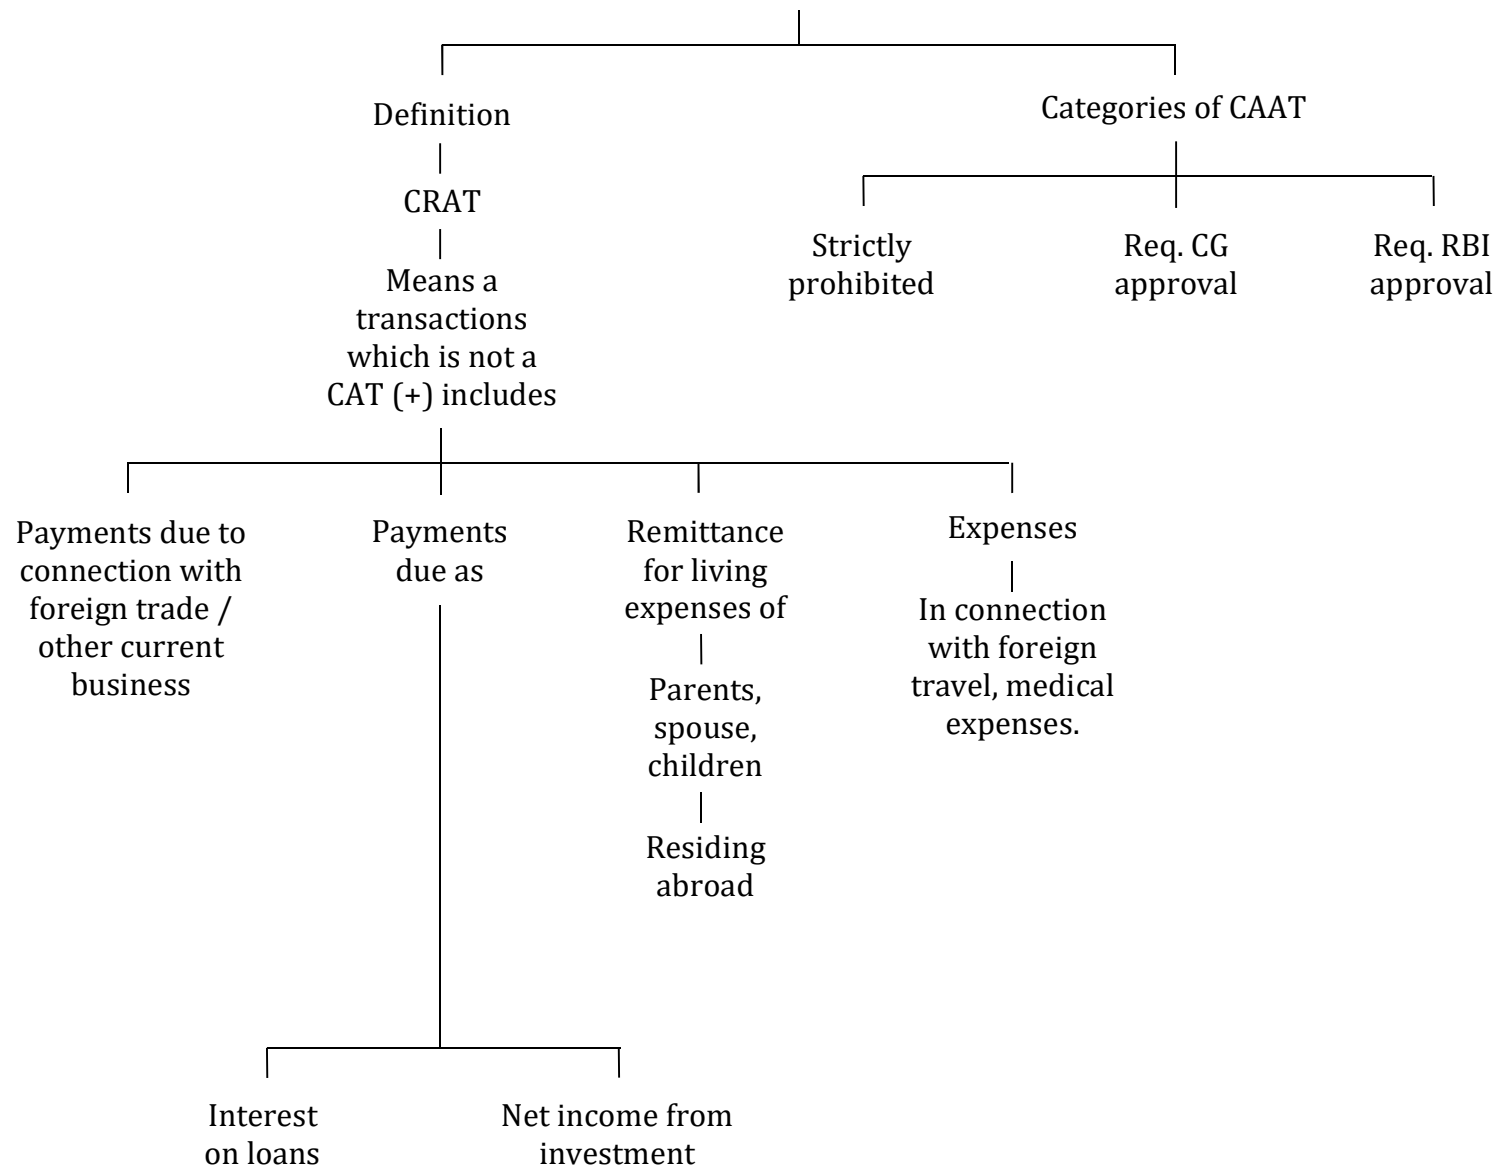 Definition
CRAT
Means a
transactions
which is not a
CAT (+) includes
Categories of CAAT
Strictly
prohibited
Req. CG
approval
Req. RBI
approval
Payments due to
connection with
foreign trade /
other current
business
Payments
due as
Interest
on loans
Net income from
investment
Remittance
for living
expenses of
Parents,
spouse,
children
Residing
abroad
Expenses
In connection
with foreign
travel, medical
expenses.